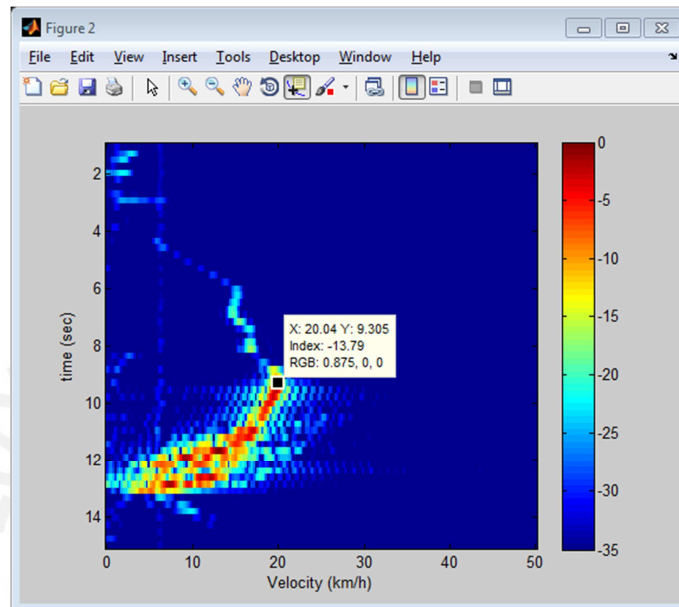 Figure 2
File Edit View Insert Tools Desktop Window Help
0
2
4
6
8
10
12
14
time (sec)
X: 20.04 Y: 9.305
Index: -13.79
RGB: 0.875, 0, 0
0 10 20 30 40 50
Velocity (km/h)
-5
-10
-15
-20
-25
-30
-35